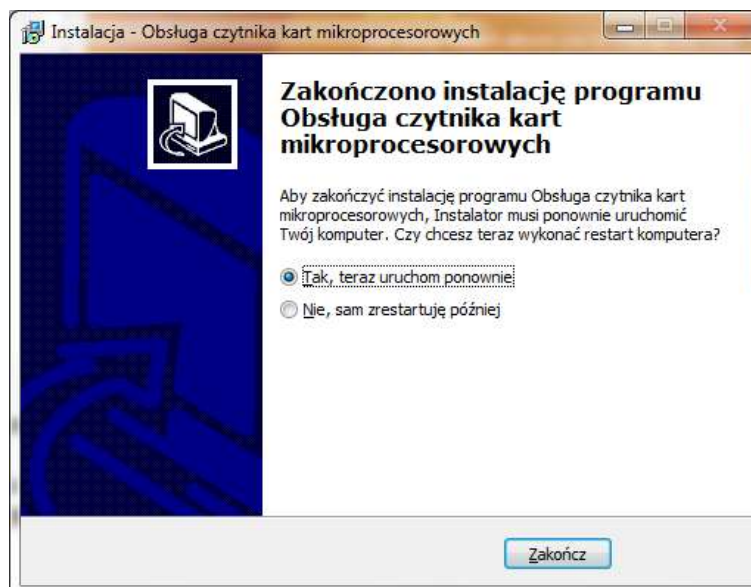 Instalacja - Obsługa czytnika kart mikroprocesorowych
Zakończono instalację programu
Obsługa czytnika kart
mikroprocesorowych
Aby zakończyć instalację programu Obsługa czytnika kart
mikroprocesorowych, Instalator musi ponownie uruchomić
Twój komputer. Czy chcesz teraz wykonać restart komputera?
Tak, teraz uruchom ponownie
Nie, sam zrestartuję później
Zakończ